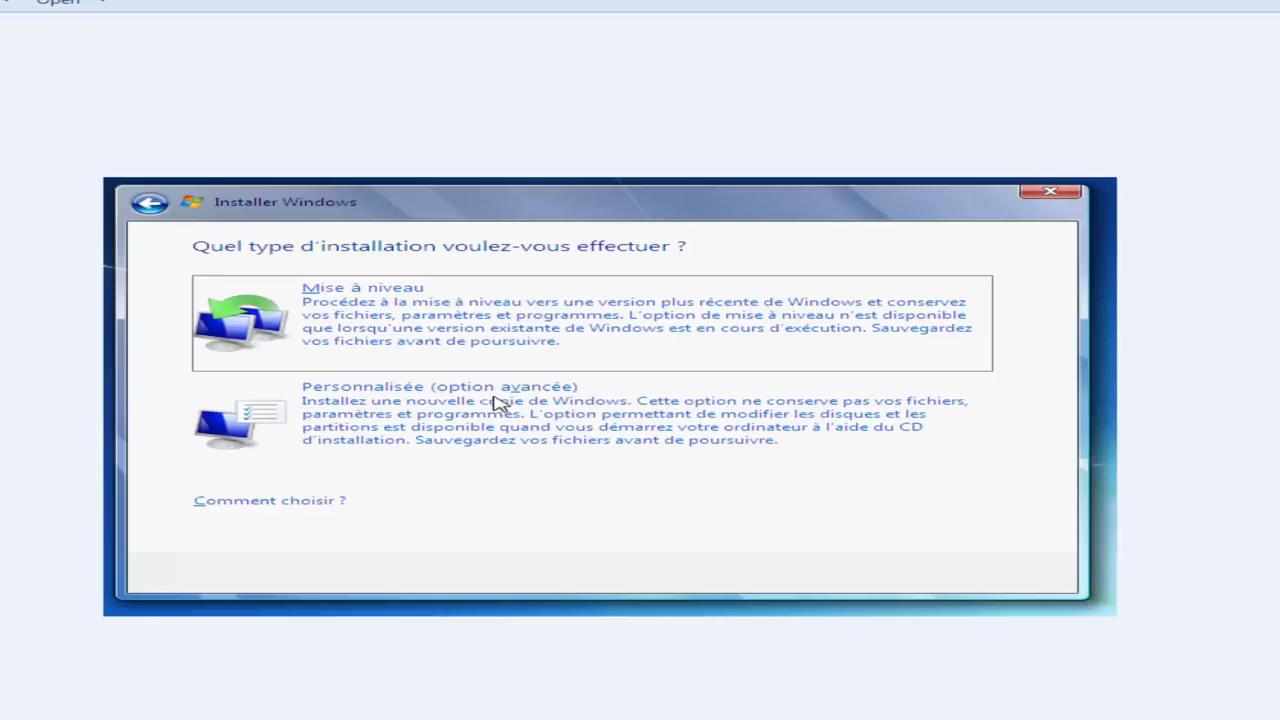 Open
Installer Windows
Quel type d'installation voulez-vous effectuer ?
Mise à niveau
Procédez à la mise à niveau vers une version plus récente de Windows et conservez
vos fichiers, paramètres et programmes. L'option de mise à niveau n'est disponible
que lorsqu'une version existante de Windows est en cours d'exécution. Sauvegardez
vos fichiers avant de poursuivre.
Personnalisée (option avancée)
Installez une nouvelle copie de Windows. Cette option ne conserve pas vos fichiers,
paramètres et programmes. L'option permettant de modifier les disques et les
partitions est disponible quand vous démarrez votre ordinateur à l'aide du CD
d'installation. Sauvegardez vos fichiers avant de poursuivre.
Comment choisir ?